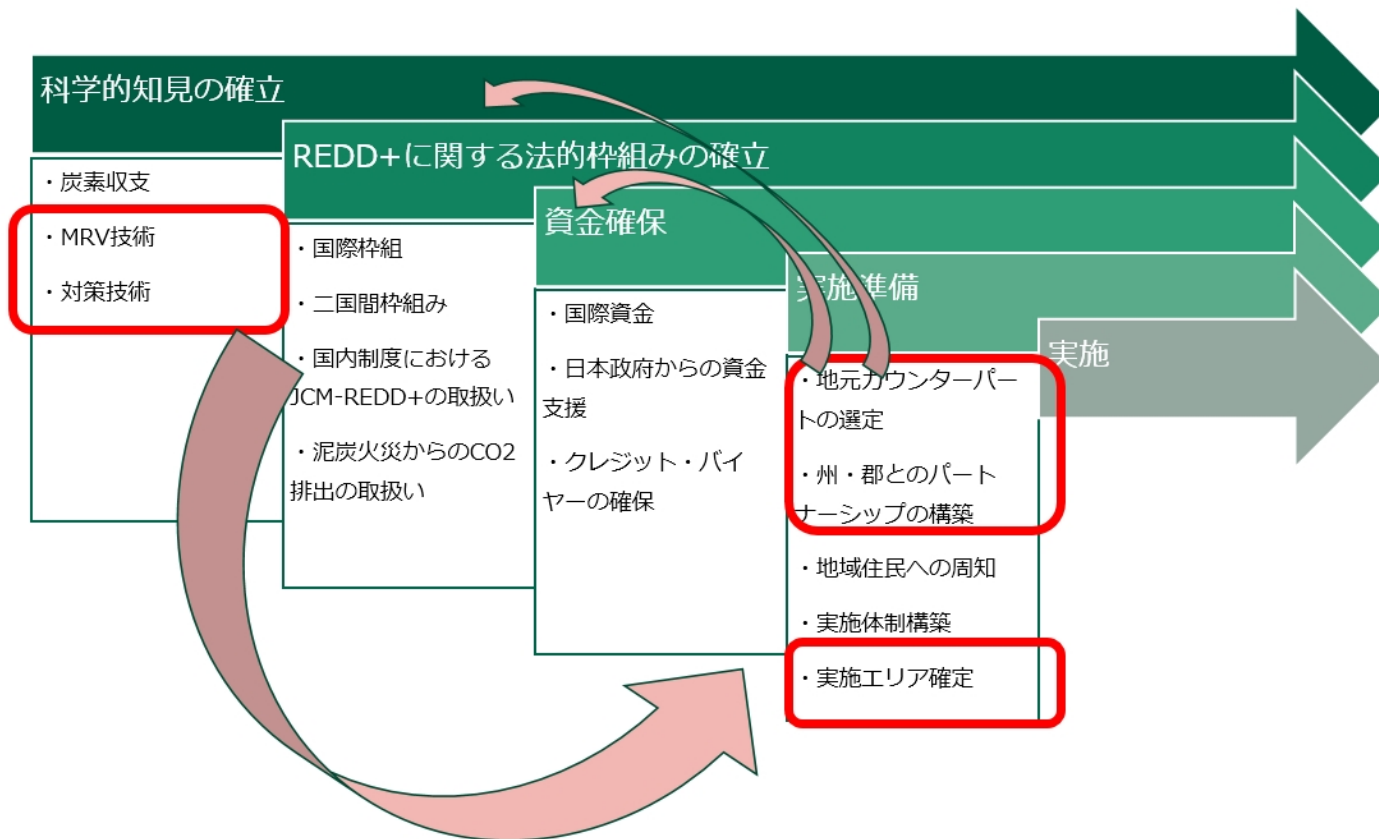 科学的知見の確立
・炭素収支
・MRV技術
・対策技術
REDD+に関する法的枠組みの確立
・国際枠組
・二国間枠組み
・国内制度における
JCM-REDD+の取扱い
・泥炭火災からのCO2
排出の取扱い
資金確保
・国際資金
・日本政府からの資金
支援
・クレジット・バイ
ヤーの確保
実施準備
・地元カウンターパー
トの選定
・州・郡とのパート
ナーシップの構築
・地域住民への周知
・実施体制構築
・実施エリア確定
実施